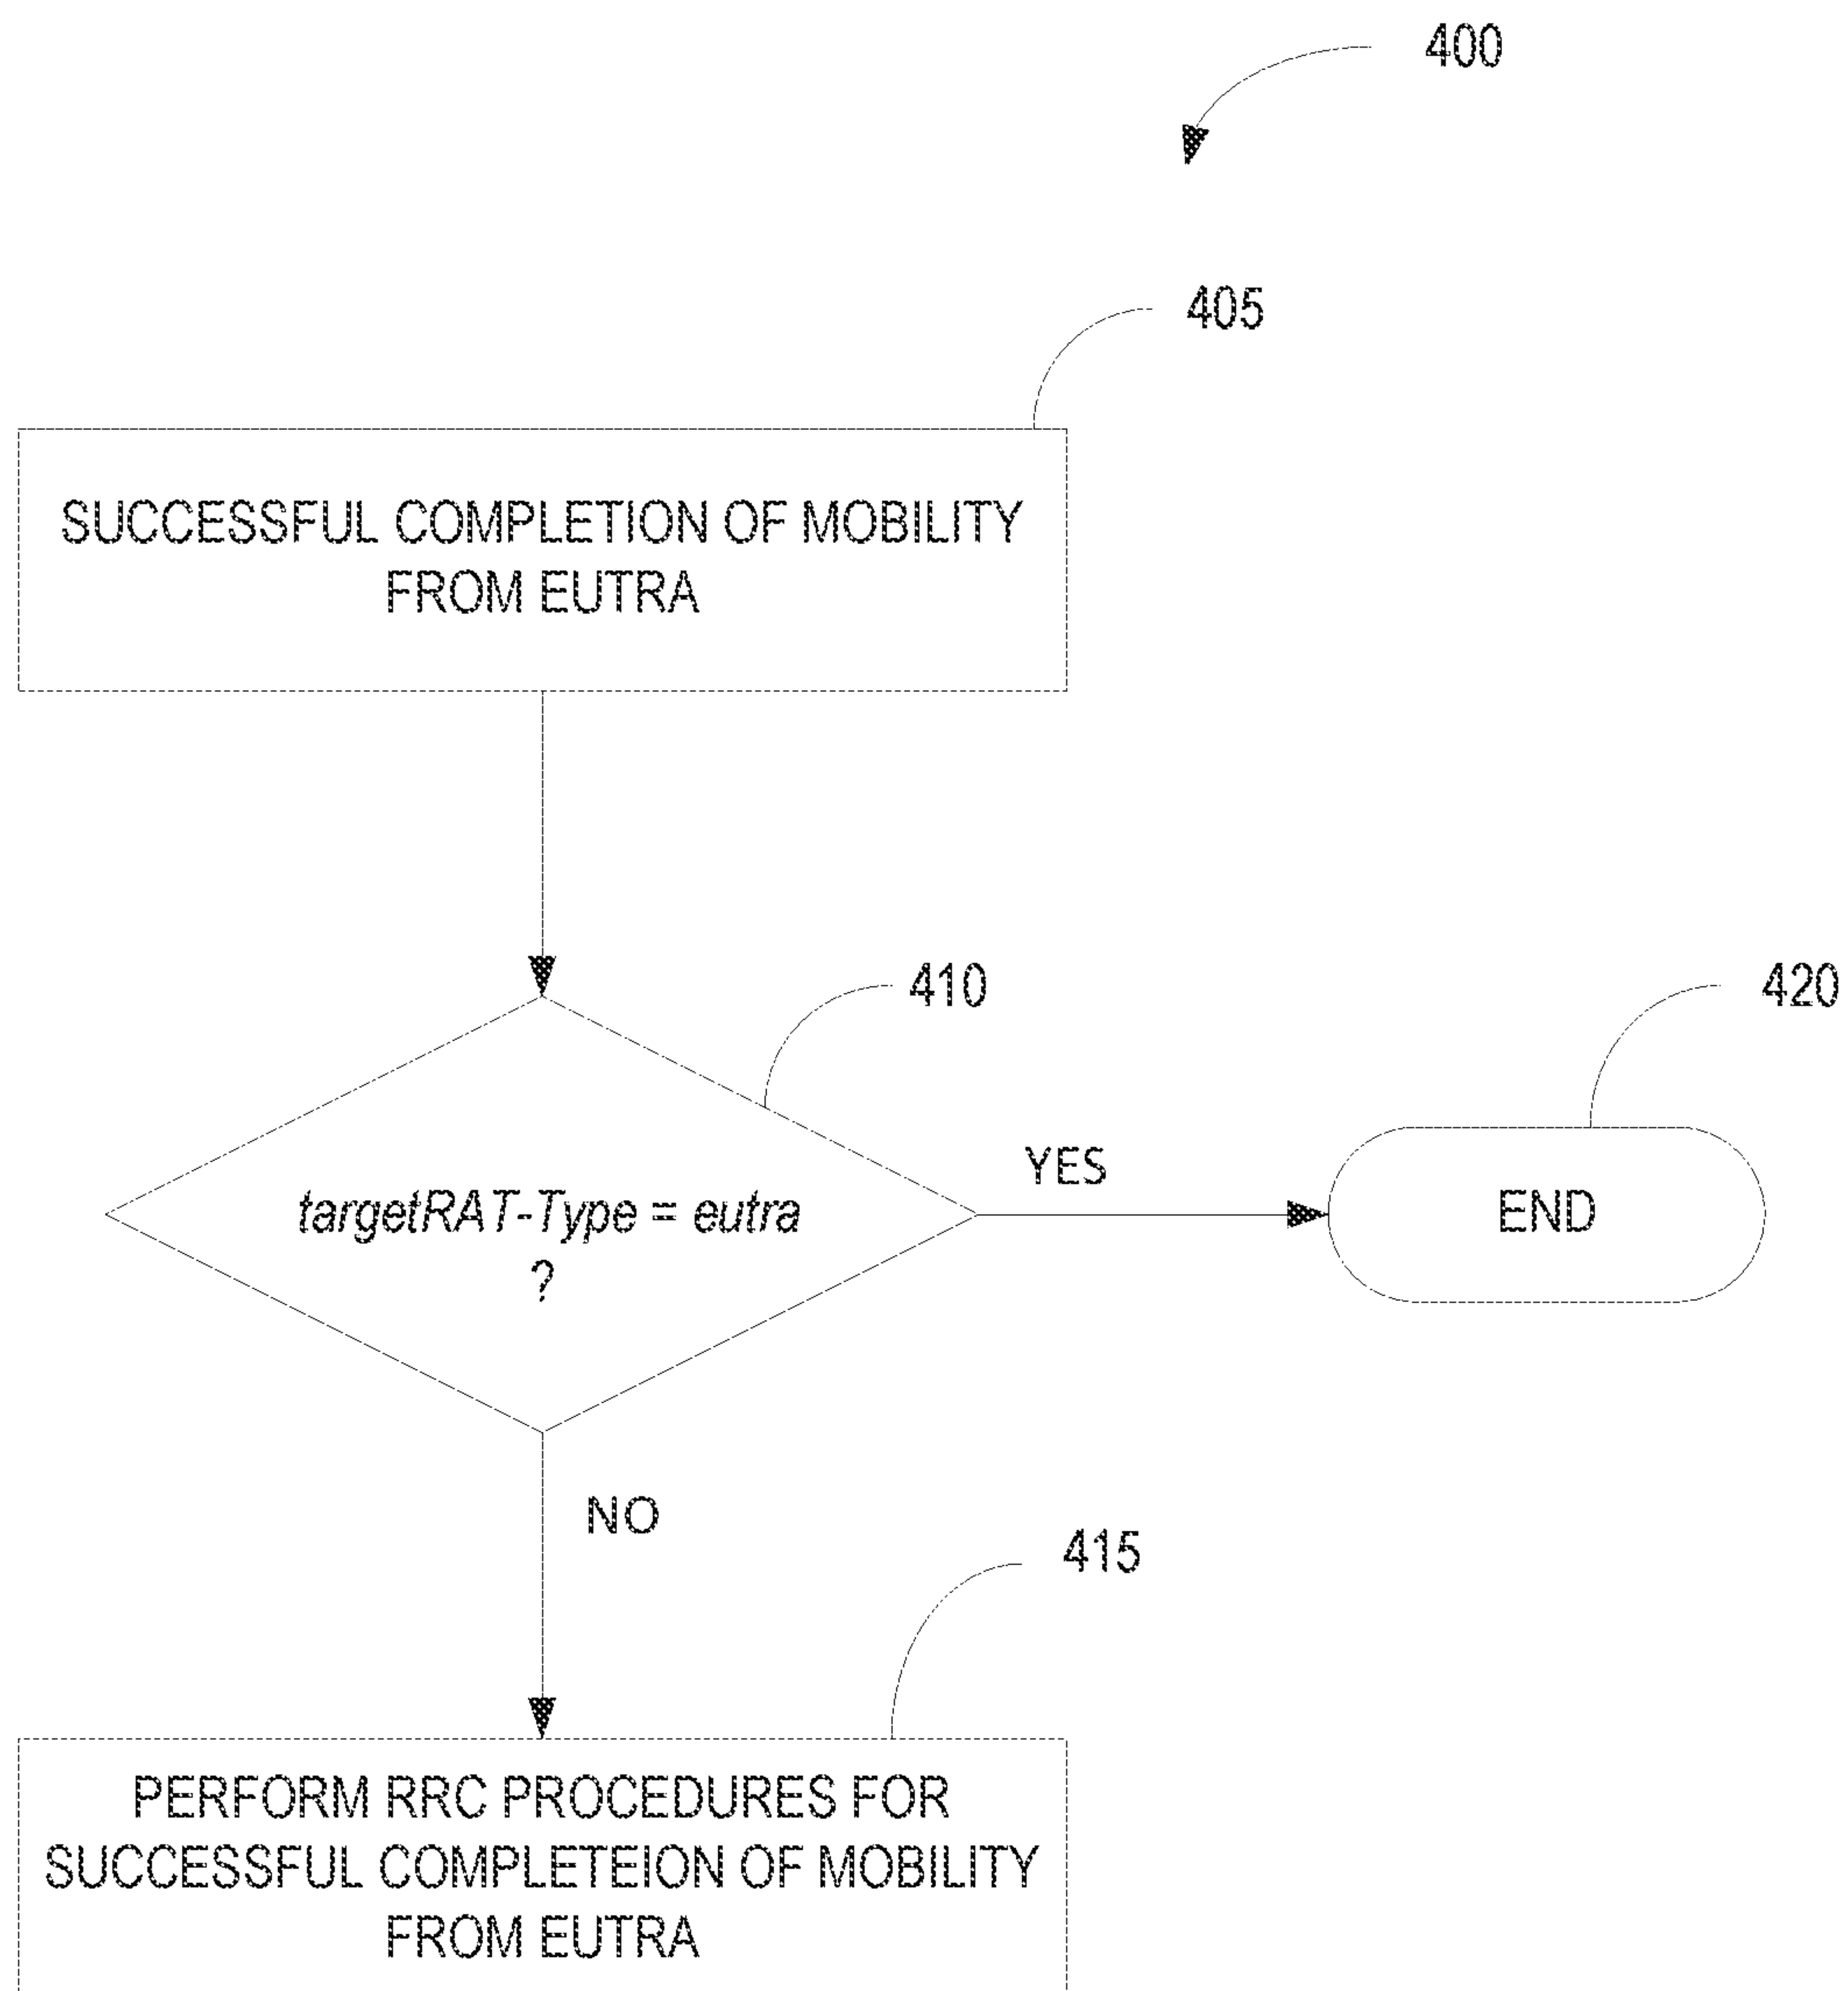 400
405
SUCCESSFUL COMPLETION OF MOBILITY
FROM EUTRA
410
420
YES
targetRAT-Type = eutra
?
END
NO
415
PERFORM RRC PROCEDURES FOR
SUCCESSFUL COMPLETEION OF MOBILITY
FROM EUTRA